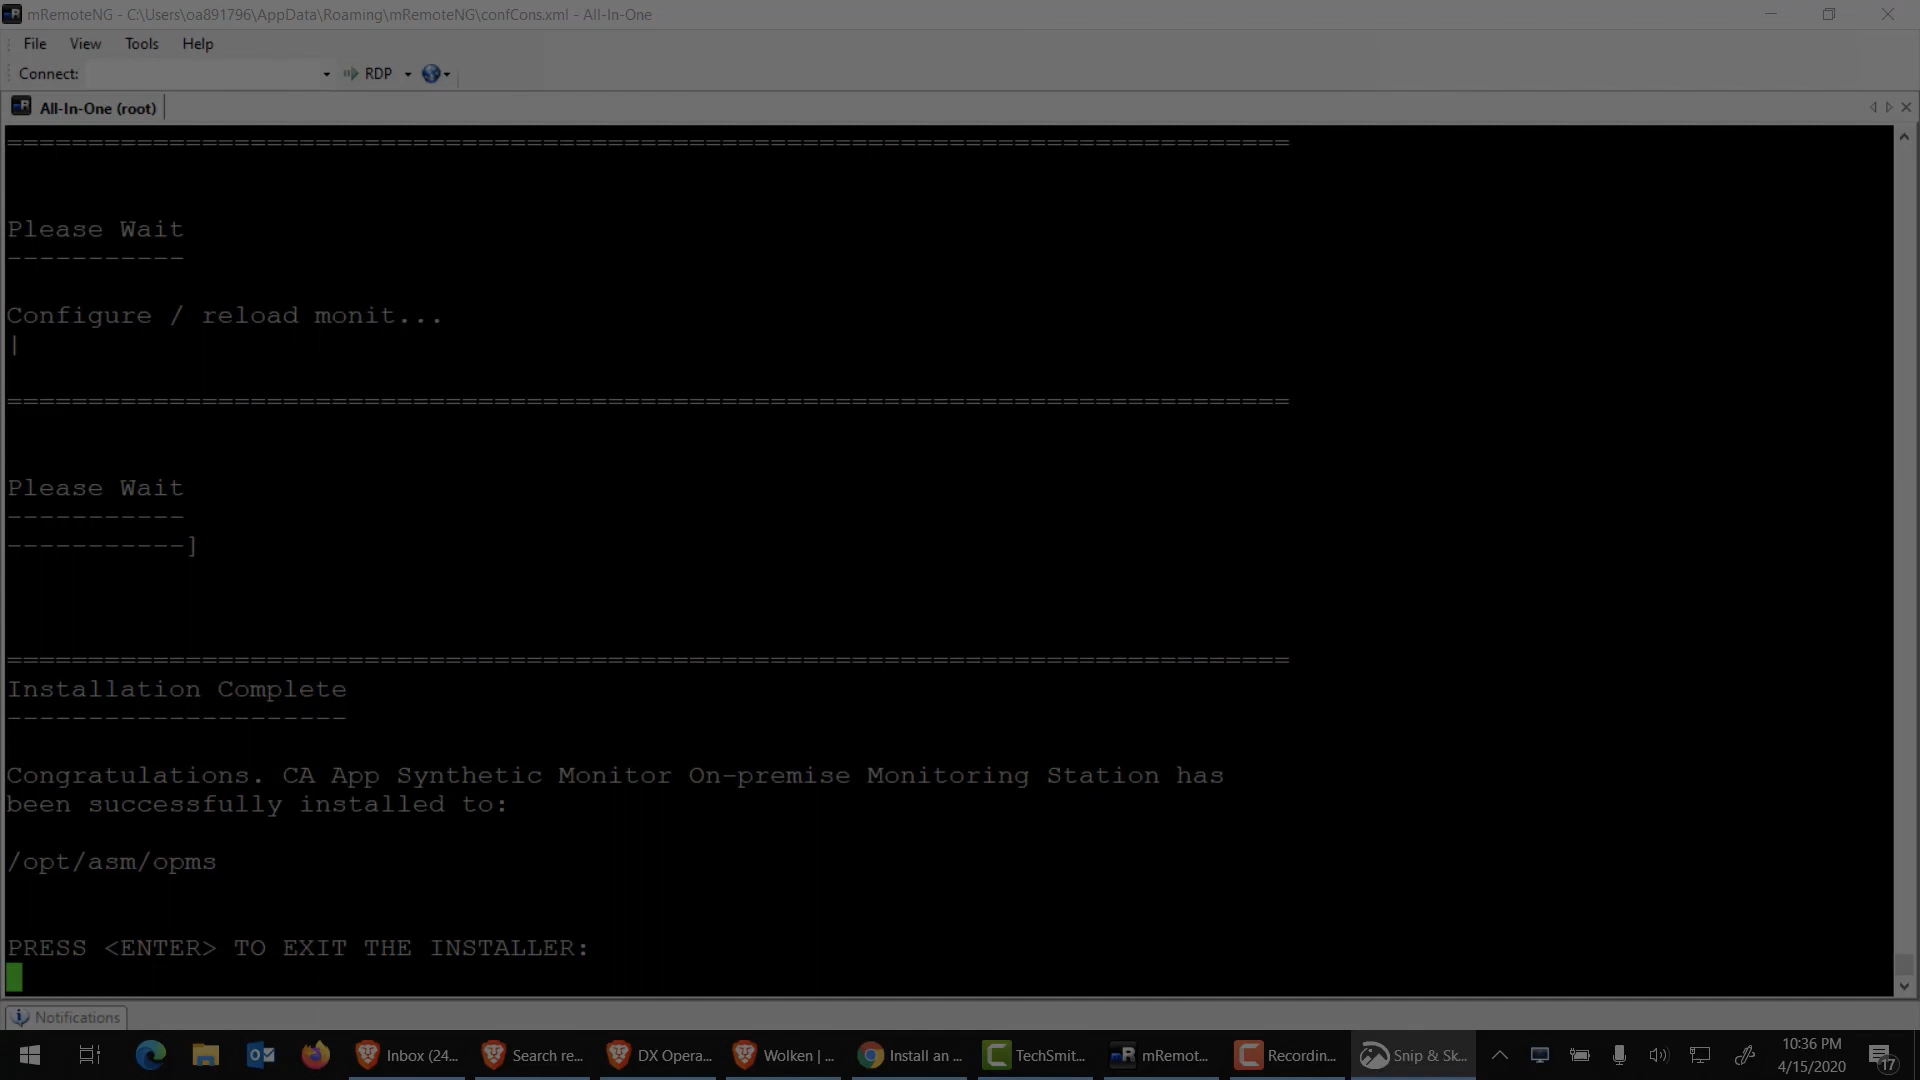 mRemoteNG - C:\Users\oa891796\AppData\Roaming\mRemoteNG\confCons.xml - All-In-One
File View Tools Help
Connect: RDP
All-In-One (root)
================================================================================
Please Wait
-----------
Configure / reload monit...
|
================================================================================
Please Wait
-----------
-----------]
================================================================================
Installation Complete
---------------------
Congratulations. CA App Synthetic Monitor On-premise Monitoring Station has
been successfully installed to:
/opt/asm/opms
PRESS <ENTER> TO EXIT THE INSTALLER:
Notifications
Inbox (24... Search re... DX Opera... Wolken | ... Install an ... TechSmit... mRemot... Recordin... Snip & Sk... 10:36 PM
4/15/2020 17